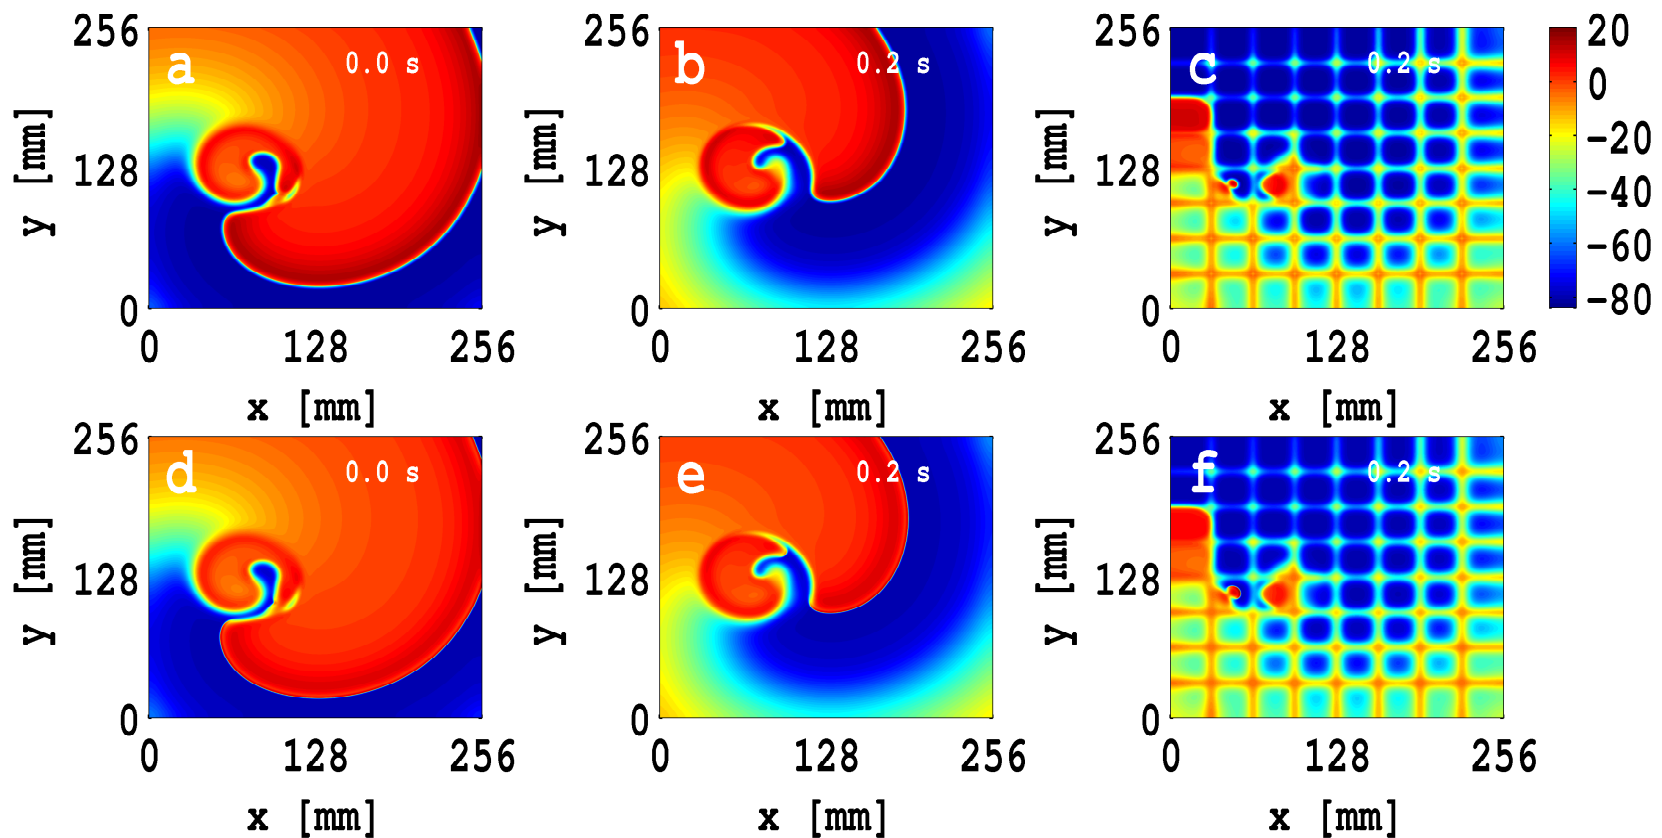 256 a 0.0 s 256 b 0.2 s 256 c 0.2 s 20
0
y [mm] 128 y [mm] 128 y [mm] 128 −20
−40
−60
0 0 0 −80
0 128 256 0 128 256 0 128 256
x [mm] x [mm] x [mm]
256 d 0.0 s 256 e 0.2 s 256 f 0.2 s
y [mm] 128 y [mm] 128 y [mm] 128
0 0 0
0 128 256 0 128 256 0 128 256
x [mm] x [mm] x [mm]